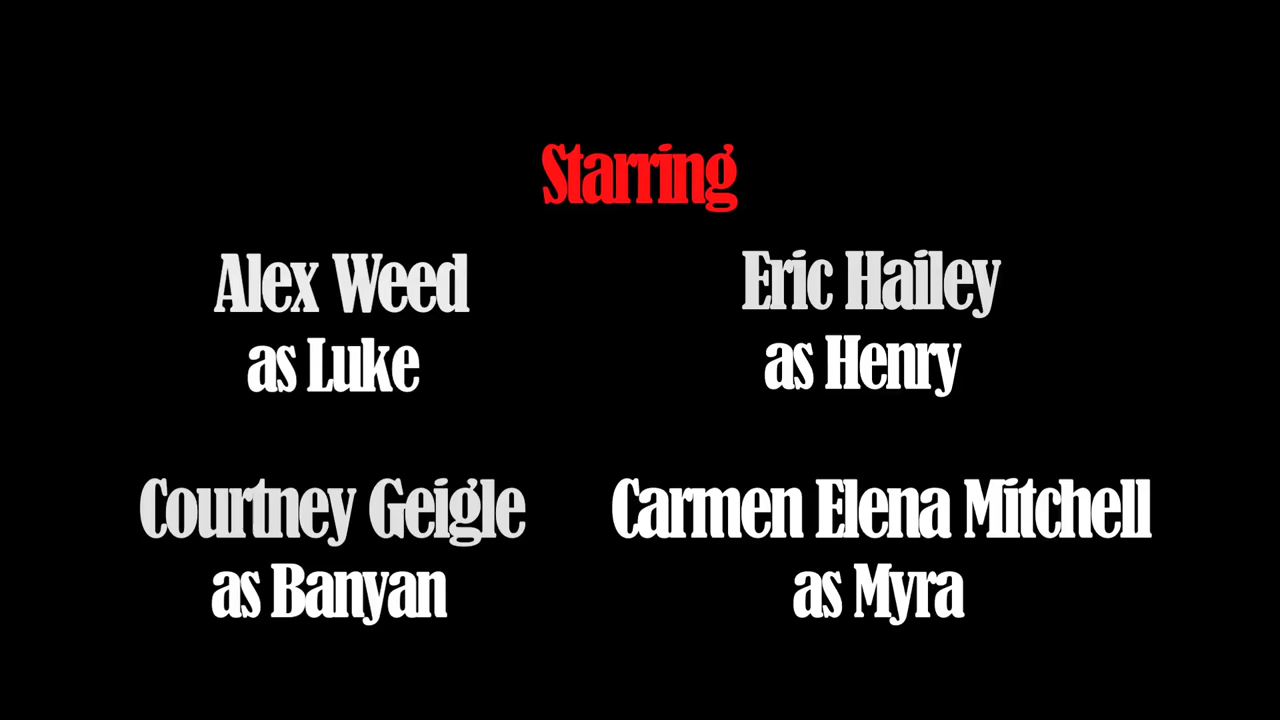 Starring
Alex Weed
as Luke
Eric Hailey
as Henry
Courtney Geigle
as Banyan
Carmen Elena Mitchell
as Myra